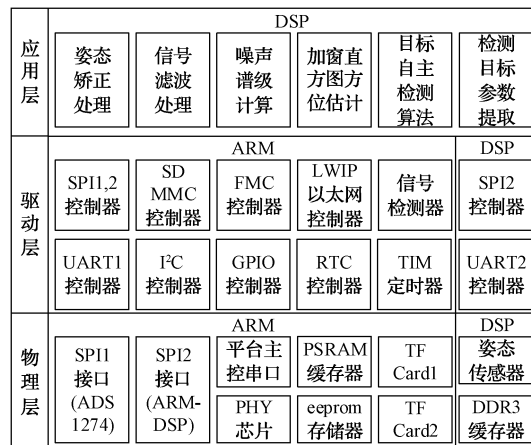 应用层
DSP
姿态
矫正
处理
信号
滤波
处理
噪声
谱级
计算
加窗直
方图方
位估计
目标
自主
检测
算法
检测
目标
参数
提取
驱动层
ARM
DSP
SPI1,2
控制器
SD
MMC
控制器
FMC
控制器
LWIP
以太网
控制器
信号
检测器
SPI2
控制器
UART1
控制器
I²C
控制器
GPIO
控制器
RTC
控制器
TIM
定时器
UART2
控制器
物理层
ARM
DSP
SPI1
接口
(ADS
1274)
SPI2
接口
(ARM-
DSP)
平台主
控串口
PSRAM
缓存器
TF
Card1
姿态
传感器
PHY
芯片
eeprom
存储器
TF
Card2
DDR3
缓存器